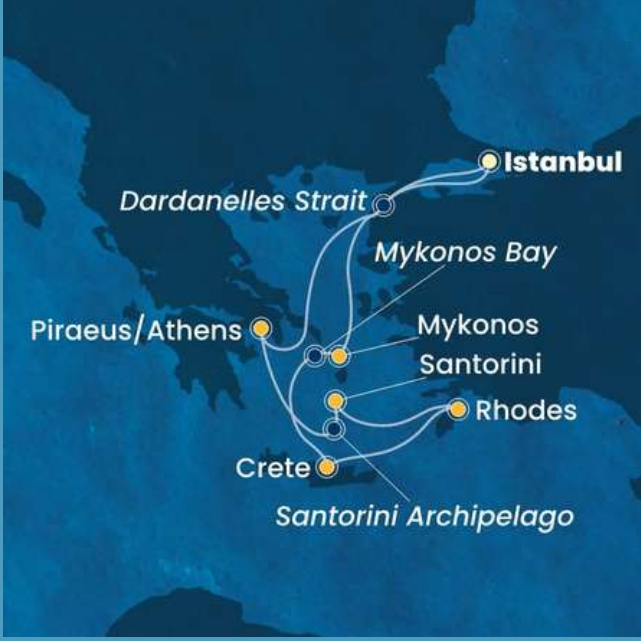 Istanbul
Dardanelles Strait
Mykonos Bay
Piraeus/Athens
Mykonos
Santorini
Rhodes
Crete
Santorini Archipelago